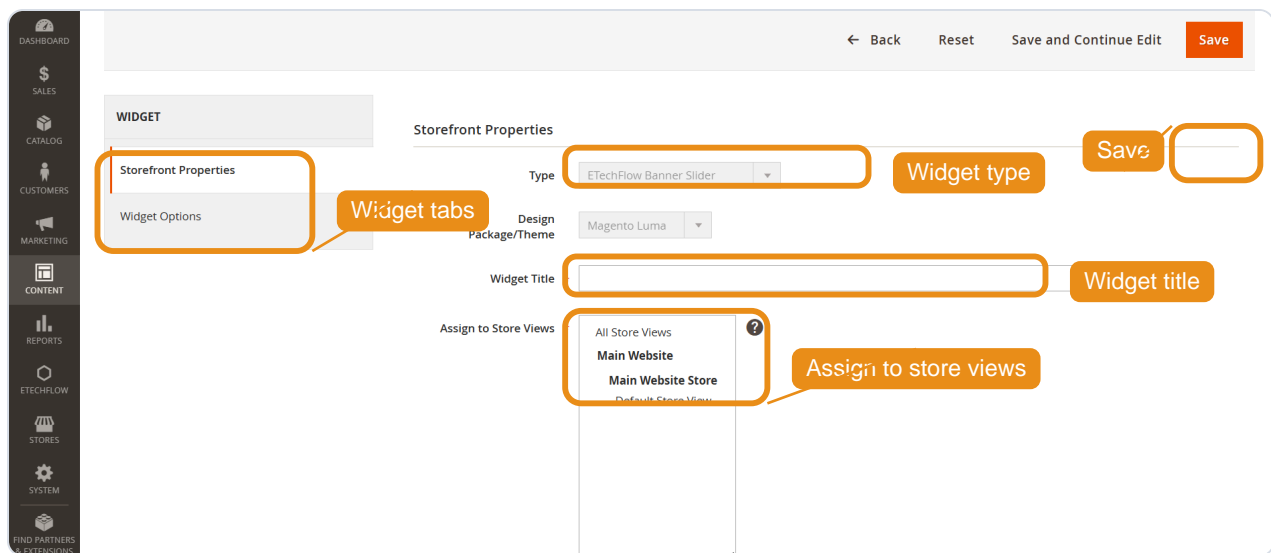 DASHBOARD
SALES
CATALOG
CUSTOMERS
MARKETING
CONTENT
REPORTS
ETECHFLOW
STORES
SYSTEM
FIND PARTNERS
& EXTENSIONS
← Back Reset Save and Continue Edit Save
WIDGET
Storefront Properties
Widget Options
Widget tabs
Storefront Properties
Save
Type ETechFlow Banner Slider
Widget type
Design
Package/Theme
Magento Luma
Widget Title
Widget title
Assign to Store Views
All Store Views
Main Website
Main Website Store
Default Store View
?
Assign to store views